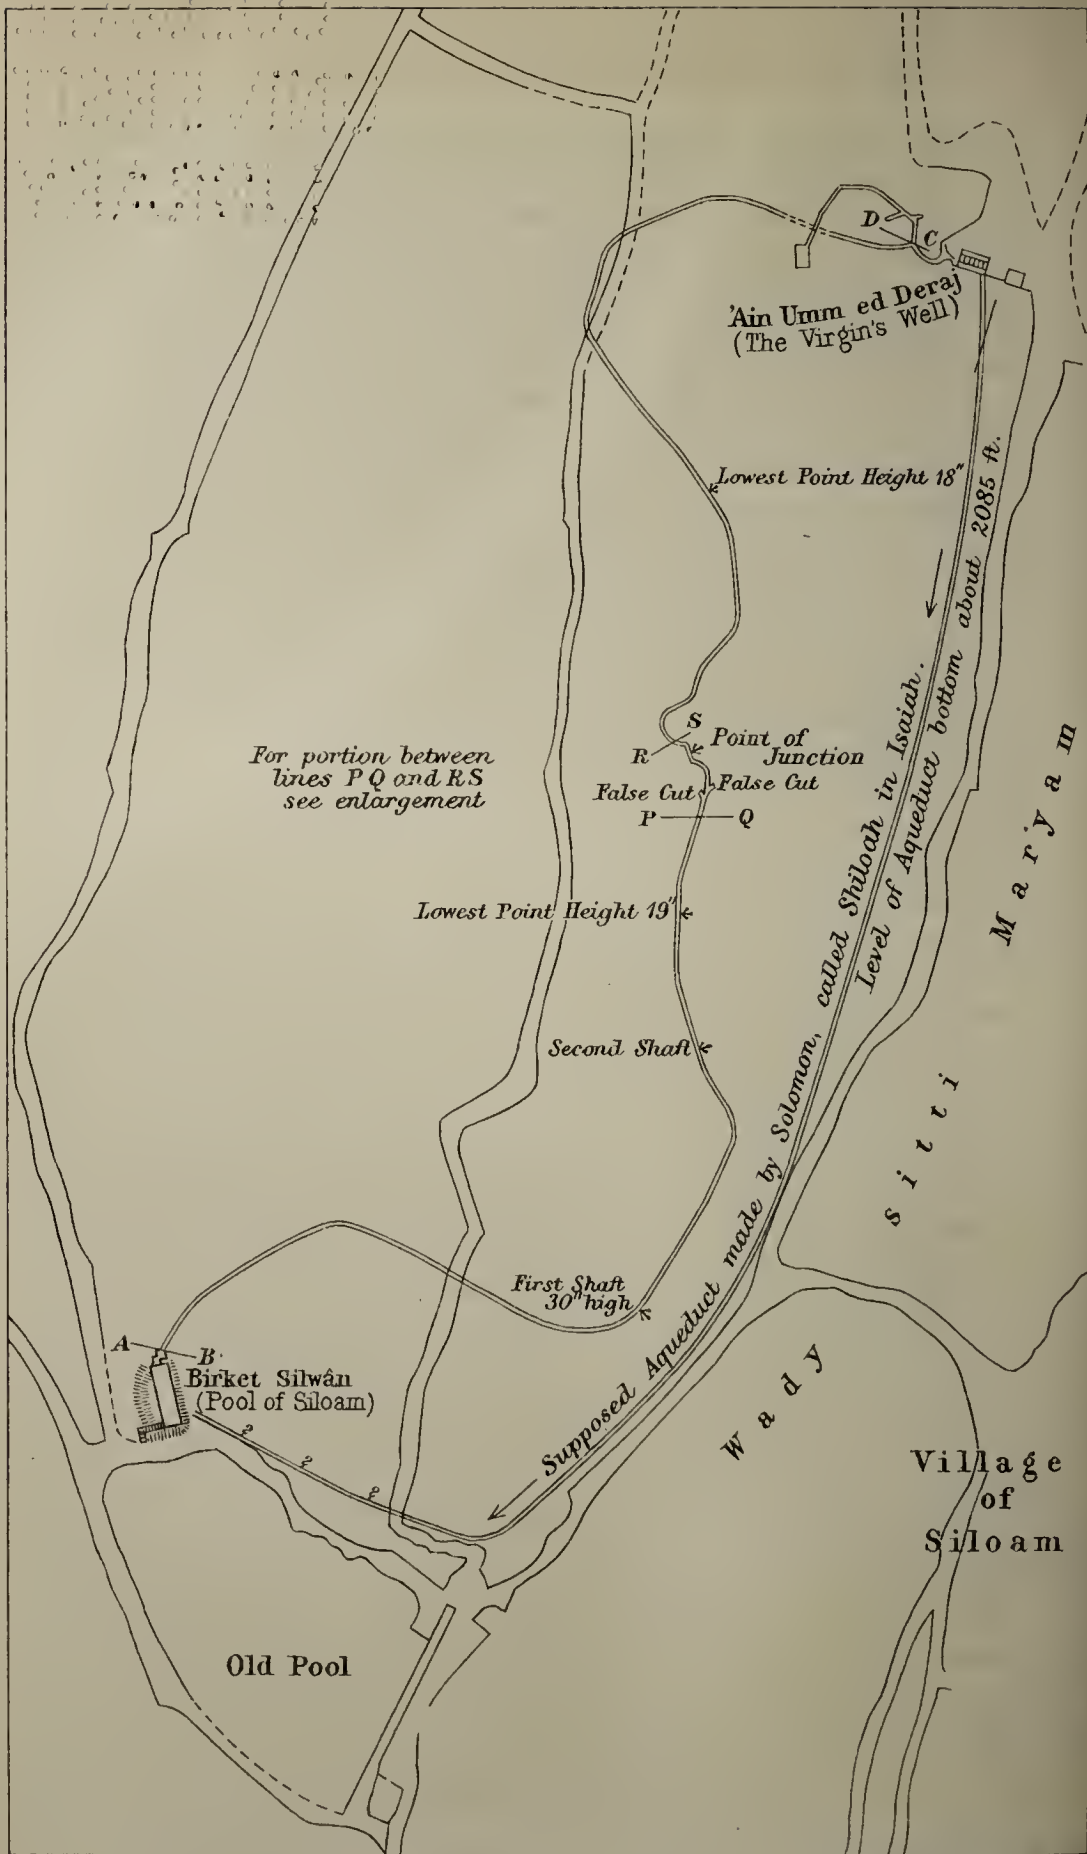 D
C
'Ain Umm ed Deraj
(The Virgin's Well)
Lowest Point Height 18"
S
R
Point of
Junction
For portion between
lines P Q and R S
see enlargement
False Cut
False Cut
P
Q
Lowest Point Height 19"
Second Shaft
Supposed Aqueduct made by Solomon, called Shiloah in Isaiah.
Level of Aqueduct bottom about 2085 ft.
First Shaft
30" high
A
B
Birket Silwân
(Pool of Siloam)
?
?
?
Wady Sitti Maryam
Village
of
Siloam
Old Pool